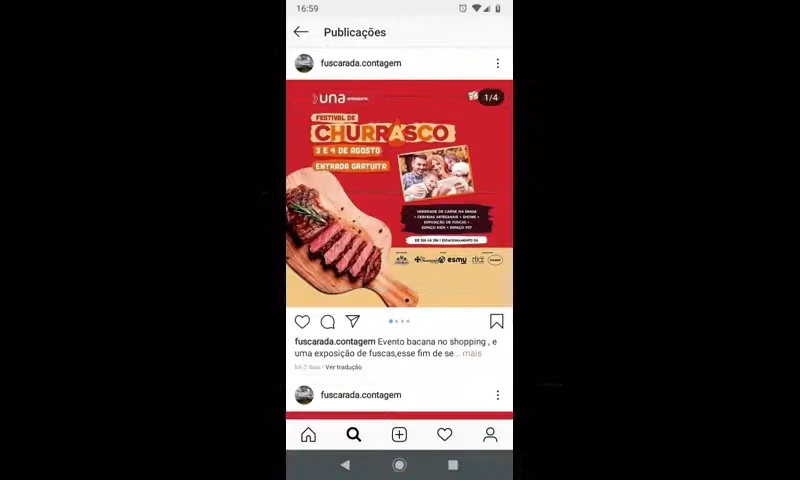 16:59
Publicações
fuscarada.contagem
una
1/4
FESTIVAL DE
CHURRASCO
3 E 4 DE AGOSTO
ENTRADA GRATUITA
VARIEDADE DE CARNE NA BRASA
• CERVEJAS ARTESANAIS • SHOWS •
EXPOSIÇÃO DE FUSCAS •
ESPAÇO KIDS • ESPAÇO PET
esmy
fuscarada.contagem Evento bacana no shopping , e
uma exposição de fuscas,esse fim de se... mais
há 2 dias · Ver tradução
fuscarada.contagem